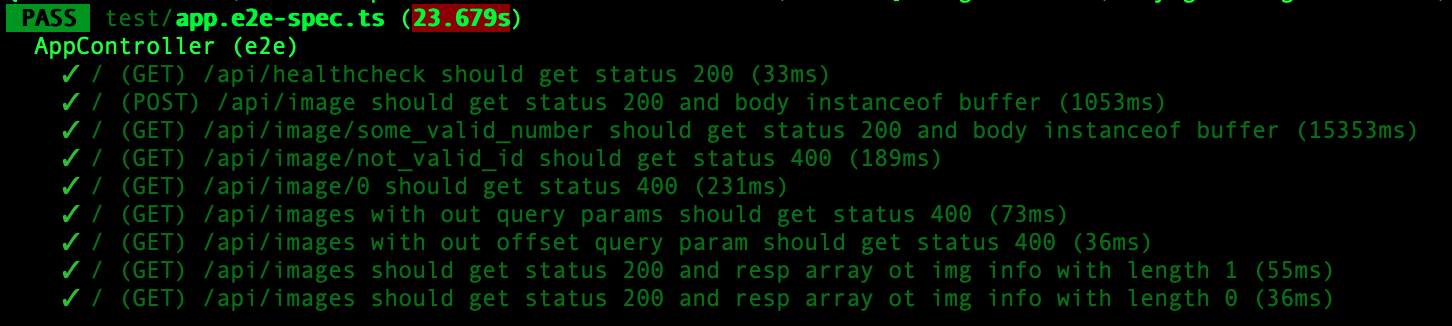 PASS test/app.e2e-spec.ts (23.679s)
AppController (e2e)
✓ / (GET) /api/healthcheck should get status 200 (33ms)
✓ / (POST) /api/image should get status 200 and body instanceof buffer (1053ms)
✓ / (GET) /api/image/some_valid_number should get status 200 and body instanceof buffer (15353ms)
✓ / (GET) /api/image/not_valid_id should get status 400 (189ms)
✓ / (GET) /api/image/0 should get status 400 (231ms)
✓ / (GET) /api/images with out query params should get status 400 (73ms)
✓ / (GET) /api/images with out offset query param should get status 400 (36ms)
✓ / (GET) /api/images should get status 200 and resp array ot img info with length 1 (55ms)
✓ / (GET) /api/images should get status 200 and resp array ot img info with length 0 (36ms)